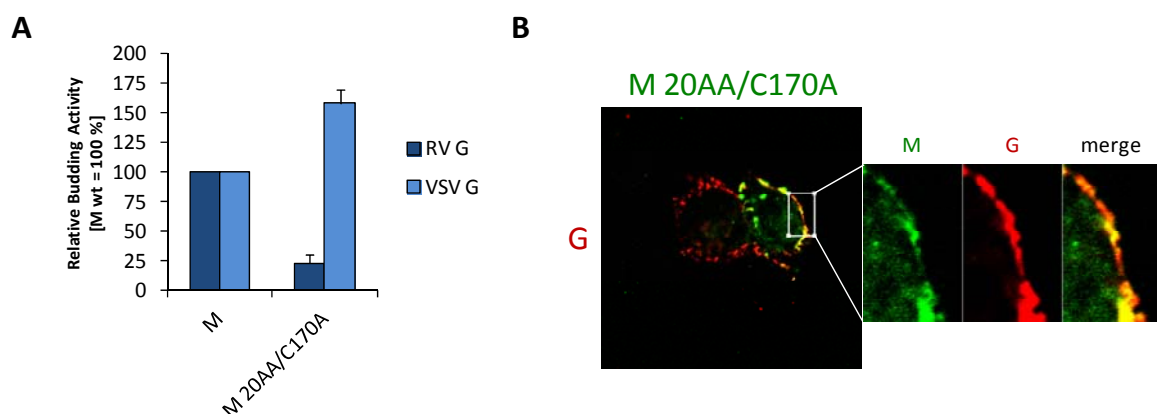 A
200
175
150
125
100
75
50
25
0
Relative Budding Activity
[M wt = 100 %]
M
M 20AA/C170A
RV G
VSV G
B
M 20AA/C170A
G
M
G
merge